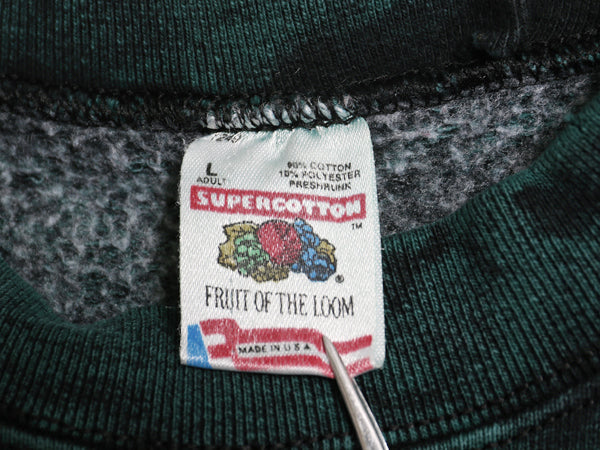 L
ADULT
90% COTTON
10% POLYESTER
PRESHRUNK
SUPERCOTTON
TM
®
FRUIT OF THE LOOM
MADE IN U S A